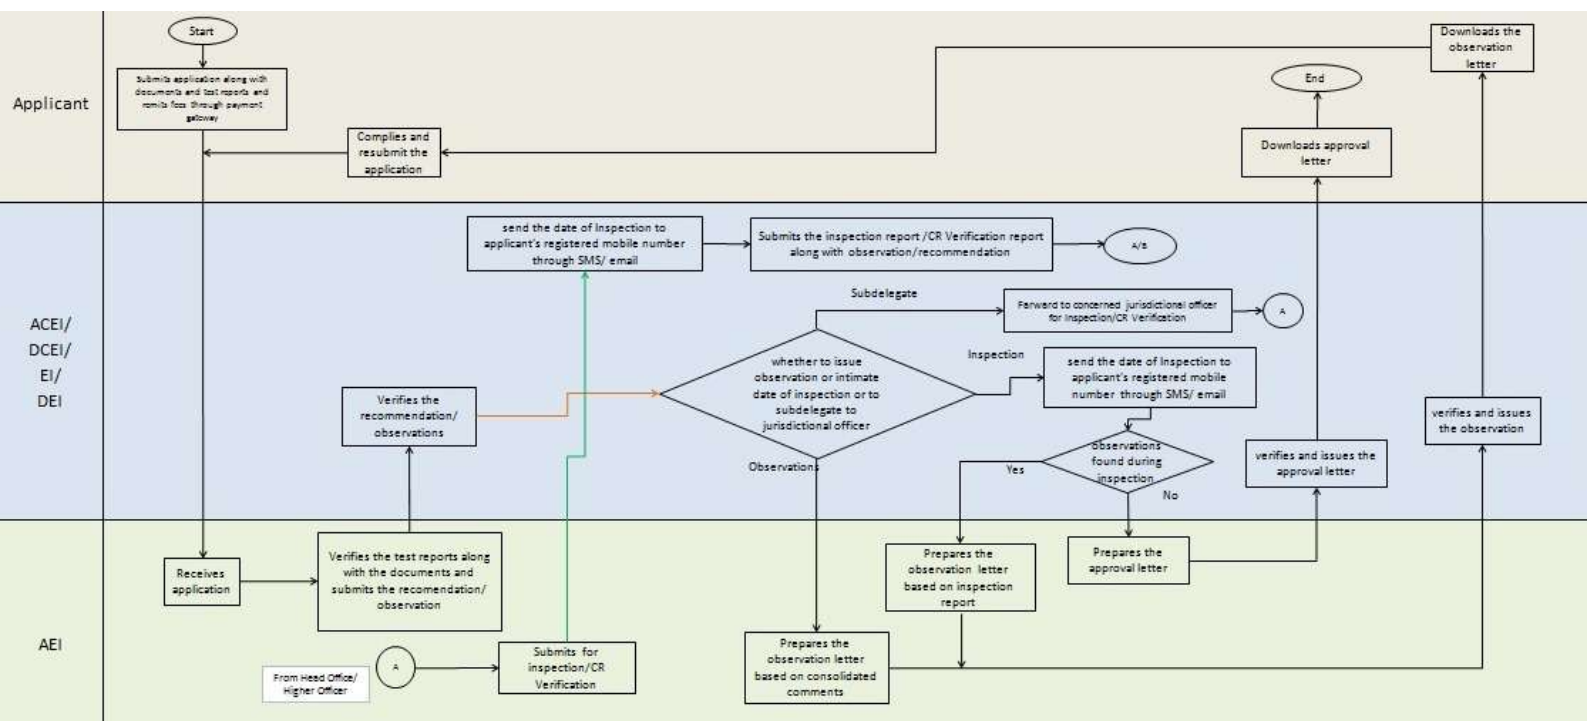 Start
Submits application along with
documents and test reports and
remits fees through payment
gateway
Applicant
Complies and
resubmit the
application
Downloads the
observation
letter
End
Downloads approval
letter
ACEI/
DCEI/
EI/
DEI
send the date of Inspection to
applicant's registered mobile number
through SMS/ email
Submits the inspection report /CR Verification report
along with observation/recommendation
A/B
Subdelegate
Forward to concerned jurisdictional officer
for Inspection/CR Verification
A
whether to issue
observation or intimate
date of inspection or to
subdelegate to
jurisdictional officer
Inspection
send the date of Inspection to
applicant's registered mobile
number through SMS/ email
Verifies the
recommendation/
observations
Observations
observations
found during
inspection
Yes
No
verifies and issues the
approval letter
verifies and issues
the observation
AEI
Receives
application
Verifies the test reports along
with the documents and
submits the recomendation/
observation
From Head Office/
Higher Officer
A
Submits for
inspection/CR
Verification
Prepares the
observation letter
based on consolidated
comments
Prepares the
observation letter
based on inspection
report
Prepares the
approval letter